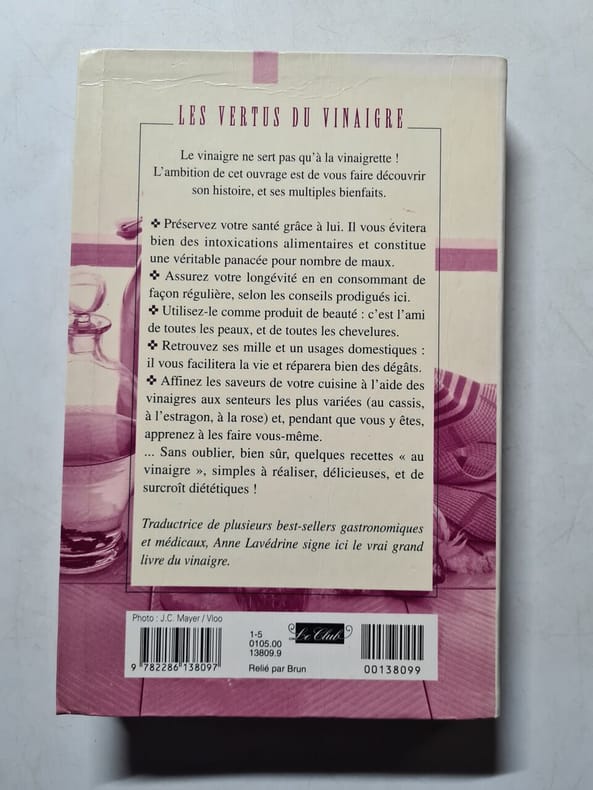 LES VERTUS DU VINAIGRE
Le vinaigre ne sert pas qu'à la vinaigrette !
L'ambition de cet ouvrage est de vous faire découvrir
son histoire, et ses multiples bienfaits.
❖ Préservez votre santé grâce à lui. Il vous évitera
bien des intoxications alimentaires et constitue
une véritable panacée pour nombre de maux.
❖ Assurez votre longévité en en consommant de
façon régulière, selon les conseils prodigués ici.
❖ Utilisez-le comme produit de beauté : c'est l'ami
de toutes les peaux, et de toutes les chevelures.
❖ Retrouvez ses mille et un usages domestiques :
il vous facilitera la vie et réparera bien des dégâts.
❖ Affinez les saveurs de votre cuisine à l'aide des
vinaigres aux senteurs les plus variées (au cassis,
à l'estragon, à la rose) et, pendant que vous y êtes,
apprenez à les faire vous-même.
... Sans oublier, bien sûr, quelques recettes « au
vinaigre », simples à réaliser, délicieuses, et de
surcroît diététiques !
Traductrice de plusieurs best-sellers gastronomiques
et médicaux, Anne Lavédrine signe ici le vrai grand
livre du vinaigre.
Photo : J.C. Mayer / Vloo
9 782286 138097
1-5
0105.00
13809.9
Le Club
Relié par Brun
00138099